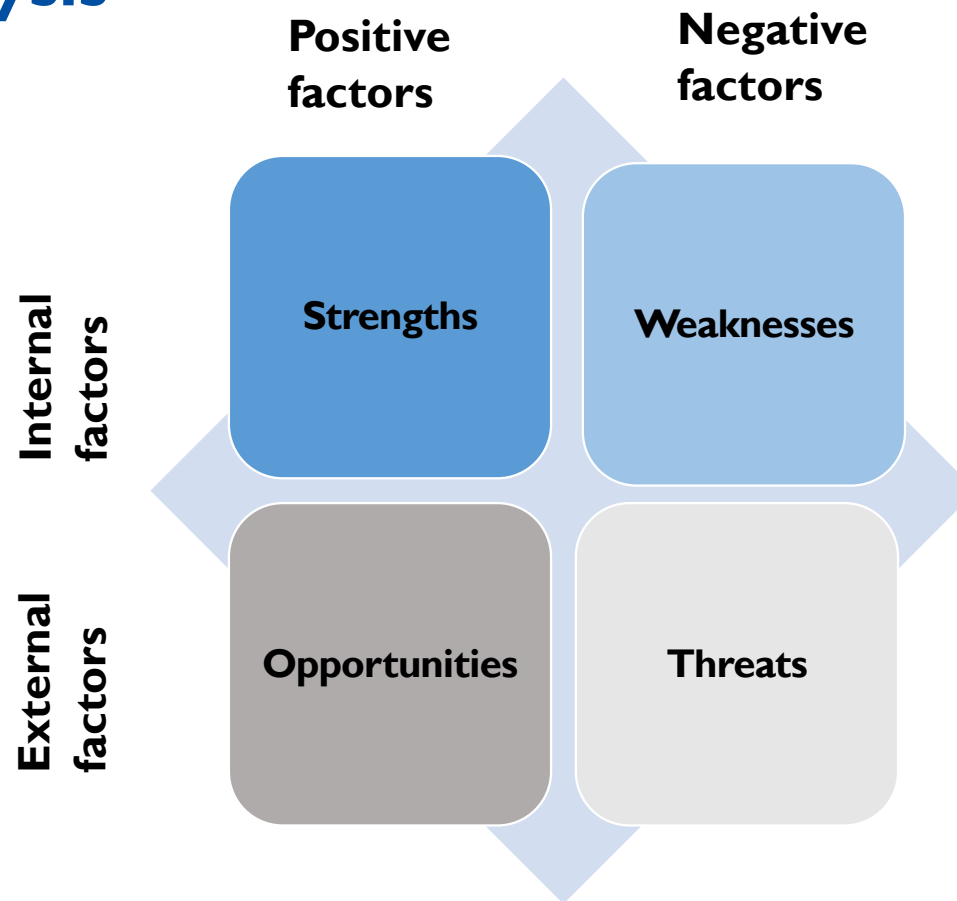 Positive
factors
Negative
factors
Internal
factors
Strengths
Weaknesses
External
factors
Opportunities
Threats